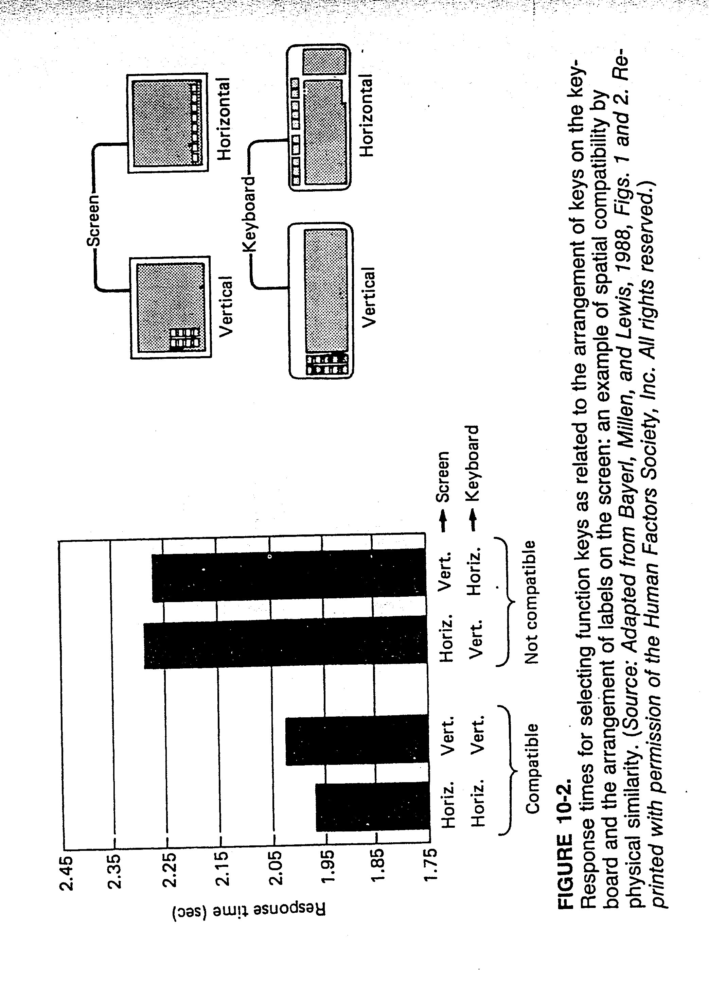 Response time (sec)
2.45
2.35
2.25
2.15
2.05
1.95
1.85
1.75
Horiz. Vert. Horiz. Vert. Screen
Horiz. Vert. Vert. Horiz. Keyboard
Compatible Not compatible
Screen
Vertical Horizontal
Keyboard
Vertical Horizontal
FIGURE 10-2.
Response times for selecting function keys as related to the arrangement of keys on the key-
board and the arrangement of labels on the screen: an example of spatial compatibility by
physical similarity. (Source: Adapted from Bayerl, Millen, and Lewis, 1988, Figs. 1 and 2. Re-
printed with permission of the Human Factors Society, Inc. All rights reserved.)